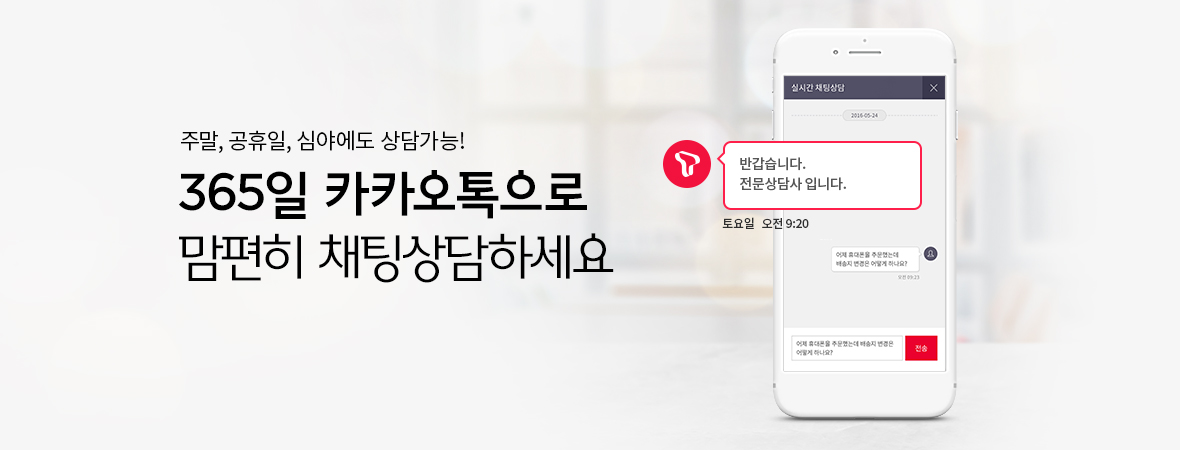 주말, 공휴일, 심야에도 상담가능!
365일 카카오톡으로
맘편히 채팅상담하세요
실시간 채팅상담
2016-05-24
반갑습니다.
전문상담사 입니다.
토요일 오전 9:20
어제 휴대폰을 주문했는데
배송지 변경은 어떻게 하나요?
오전 09:23
어제 휴대폰을 주문했는데 배송지 변경은
어떻게 하나요?
전송